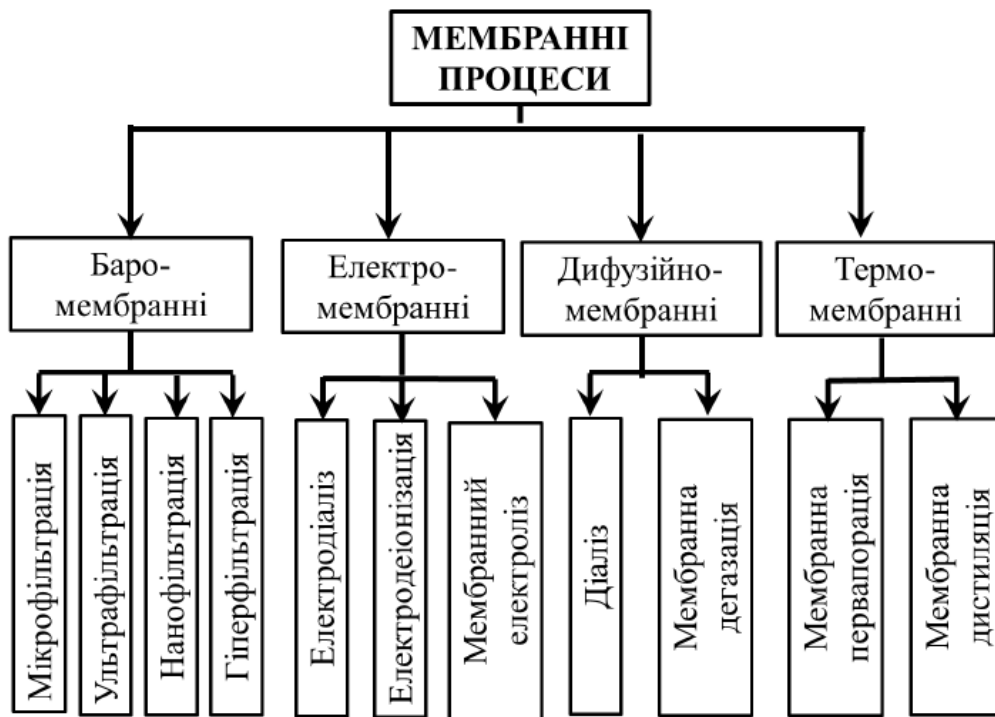 МЕМБРАННІ
ПРОЦЕСИ
Баро-
мембранні
Електро-
мембранні
Дифузійно-
мембранні
Термо-
мембранні
Мікрофільтрація
Ультрафільтрація
Нанофільтрація
Гіперфільтрація
Електродіаліз
Електродеіонізація
Мембранний
електроліз
Діаліз
Мембранна
дегазація
Мембранна
первапорація
Мембранна
дистиляція